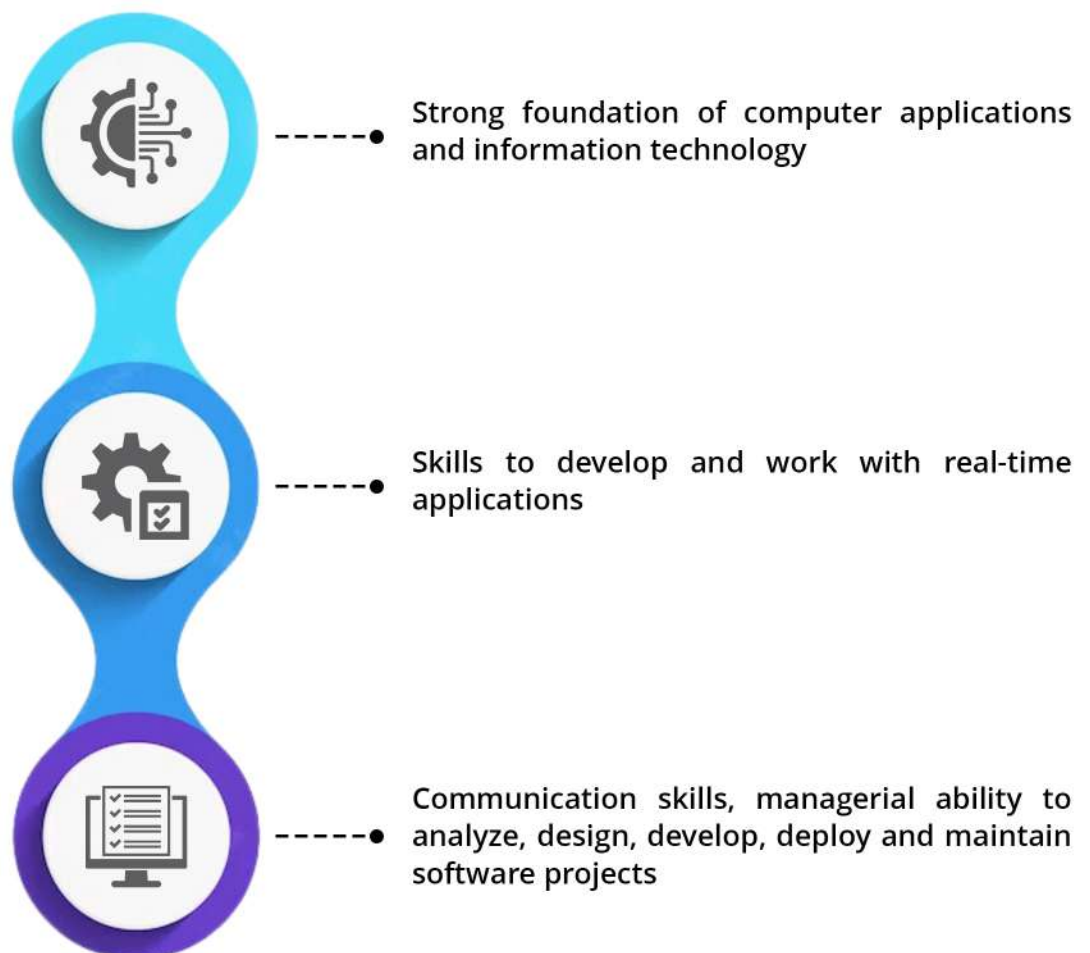 Strong foundation of computer applications
and information technology
Skills to develop and work with real-time
applications
Communication skills, managerial ability to
analyze, design, develop, deploy and maintain
software projects